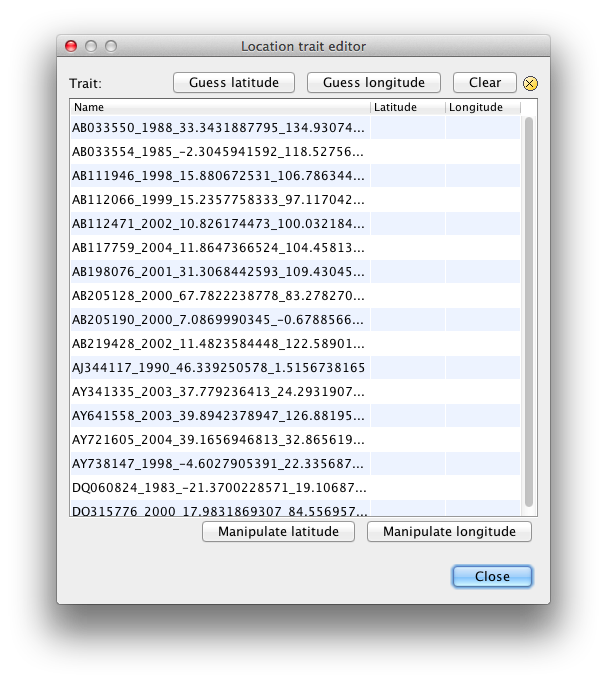 Location trait editor
Trait: Guess latitude Guess longitude Clear
Name Latitude Longitude
AB033550_1988_33.3431887795_134.93074...
AB033554_1985_-2.3045941592_118.52756...
AB111946_1998_15.880672531_106.786344...
AB112066_1999_15.2357758333_97.117042...
AB112471_2002_10.826174473_100.032184...
AB117759_2004_11.8647366524_104.45813...
AB198076_2001_31.3068442593_109.43045...
AB205128_2000_67.7822238778_83.278270...
AB205190_2000_7.0869990345_-0.6788566...
AB219428_2002_11.4823584448_122.58901...
AJ344117_1990_46.339250578_1.5156738165
AY341335_2003_37.779236413_24.2931907...
AY641558_2003_39.8942378947_126.88195...
AY721605_2004_39.1656946813_32.865619...
AY738147_1998_-4.6027905391_22.335687...
DQ060824_1983_-21.3700228571_19.10687...
DQ315776_2000_17.9831869307_84.556957...
Manipulate latitude Manipulate longitude
Close